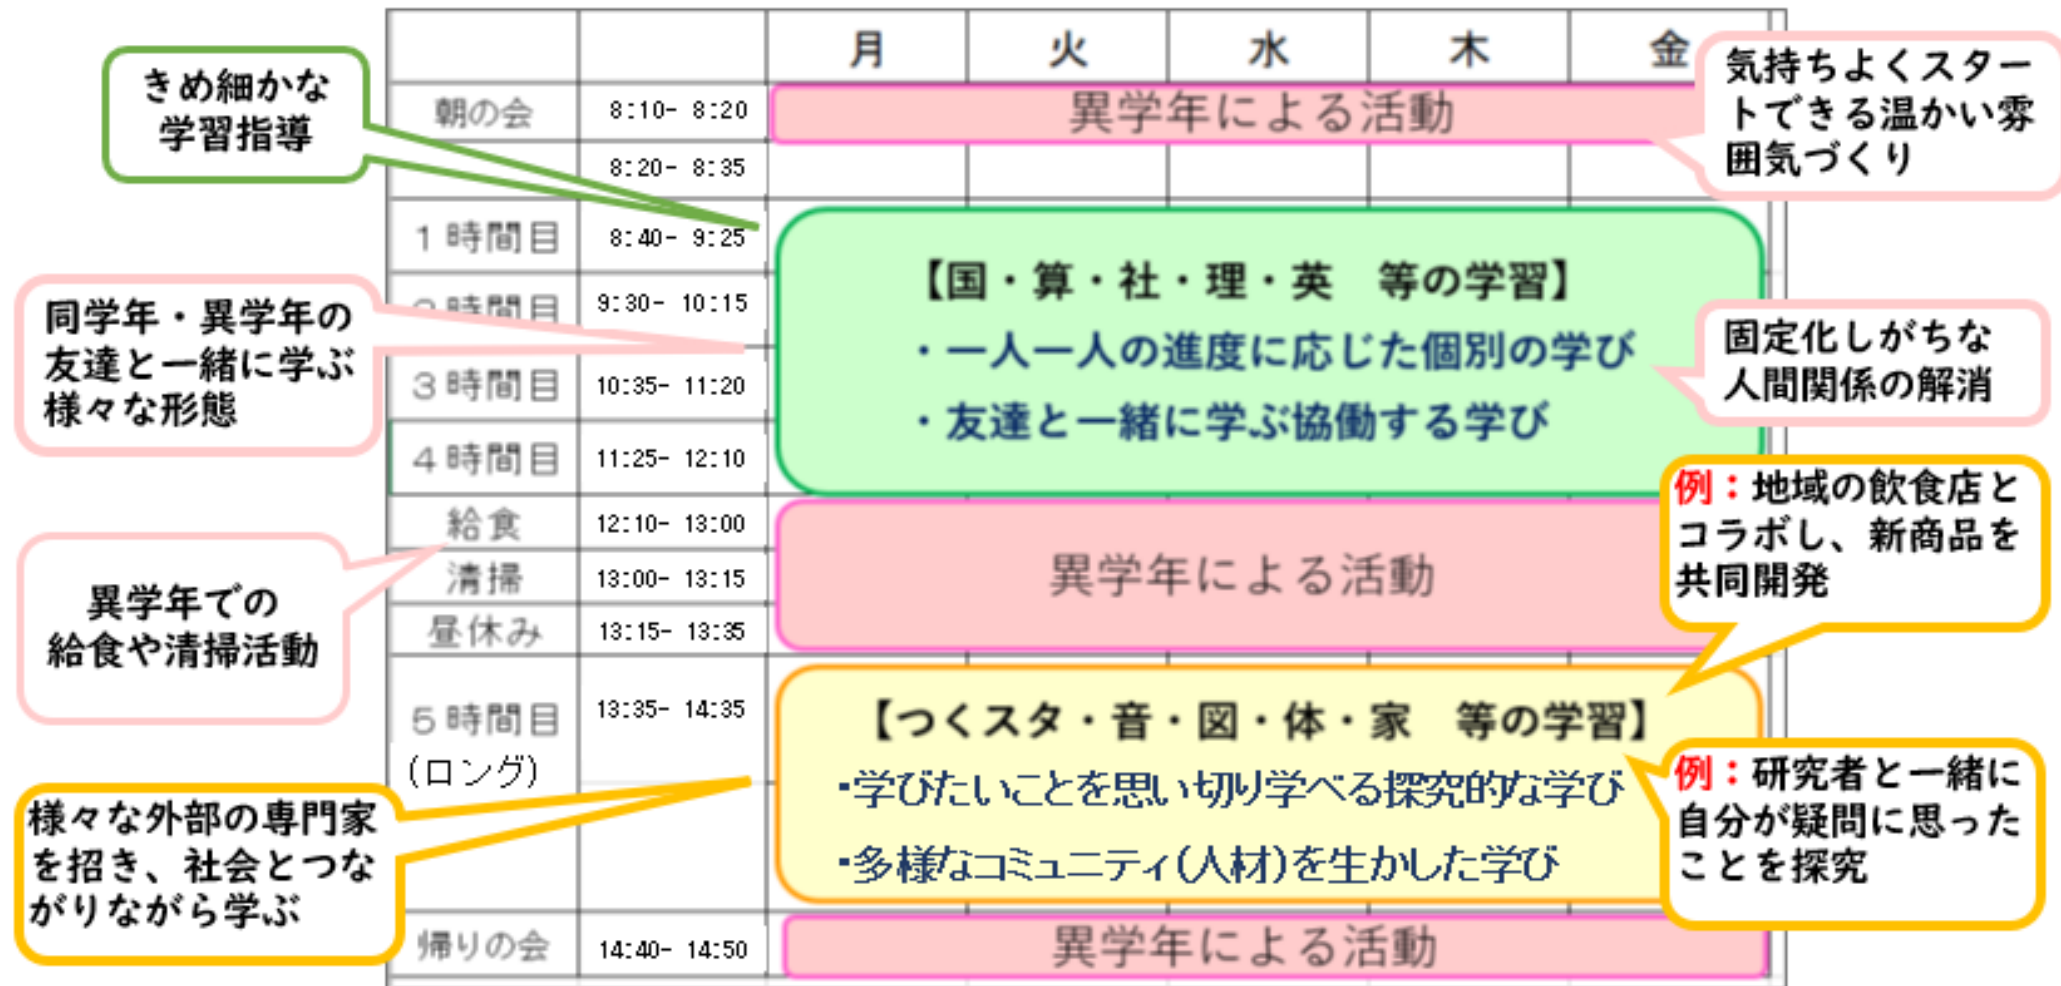 月 火 水 木 金
朝の会 8:10- 8:20 異学年による活動
8:20- 8:35
1時間目 8:40- 9:25
2時間目 9:30- 10:15
3時間目 10:35- 11:20
4時間目 11:25- 12:10
【国・算・社・理・英　等の学習】
・一人一人の進度に応じた個別の学び
・友達と一緒に学ぶ協働する学び
給食 12:10- 13:00
清掃 13:00- 13:15
昼休み 13:15- 13:35
異学年による活動
5時間目 13:35- 14:35
(ロング)
【つくスタ・音・図・体・家　等の学習】
・学びたいことを思い切り学べる探究的な学び
・多様なコミュニティ(人材)を生かした学び
帰りの会 14:40- 14:50 異学年による活動
きめ細かな
学習指導
同学年・異学年の
友達と一緒に学ぶ
様々な形態
異学年での
給食や清掃活動
様々な外部の専門家
を招き、社会とつな
がりながら学ぶ
気持ちよくスター
トできる温かい雰
囲気づくり
固定化しがちな
人間関係の解消
例：地域の飲食店と
コラボし、新商品を
共同開発
例：研究者と一緒に
自分が疑問に思った
ことを探究